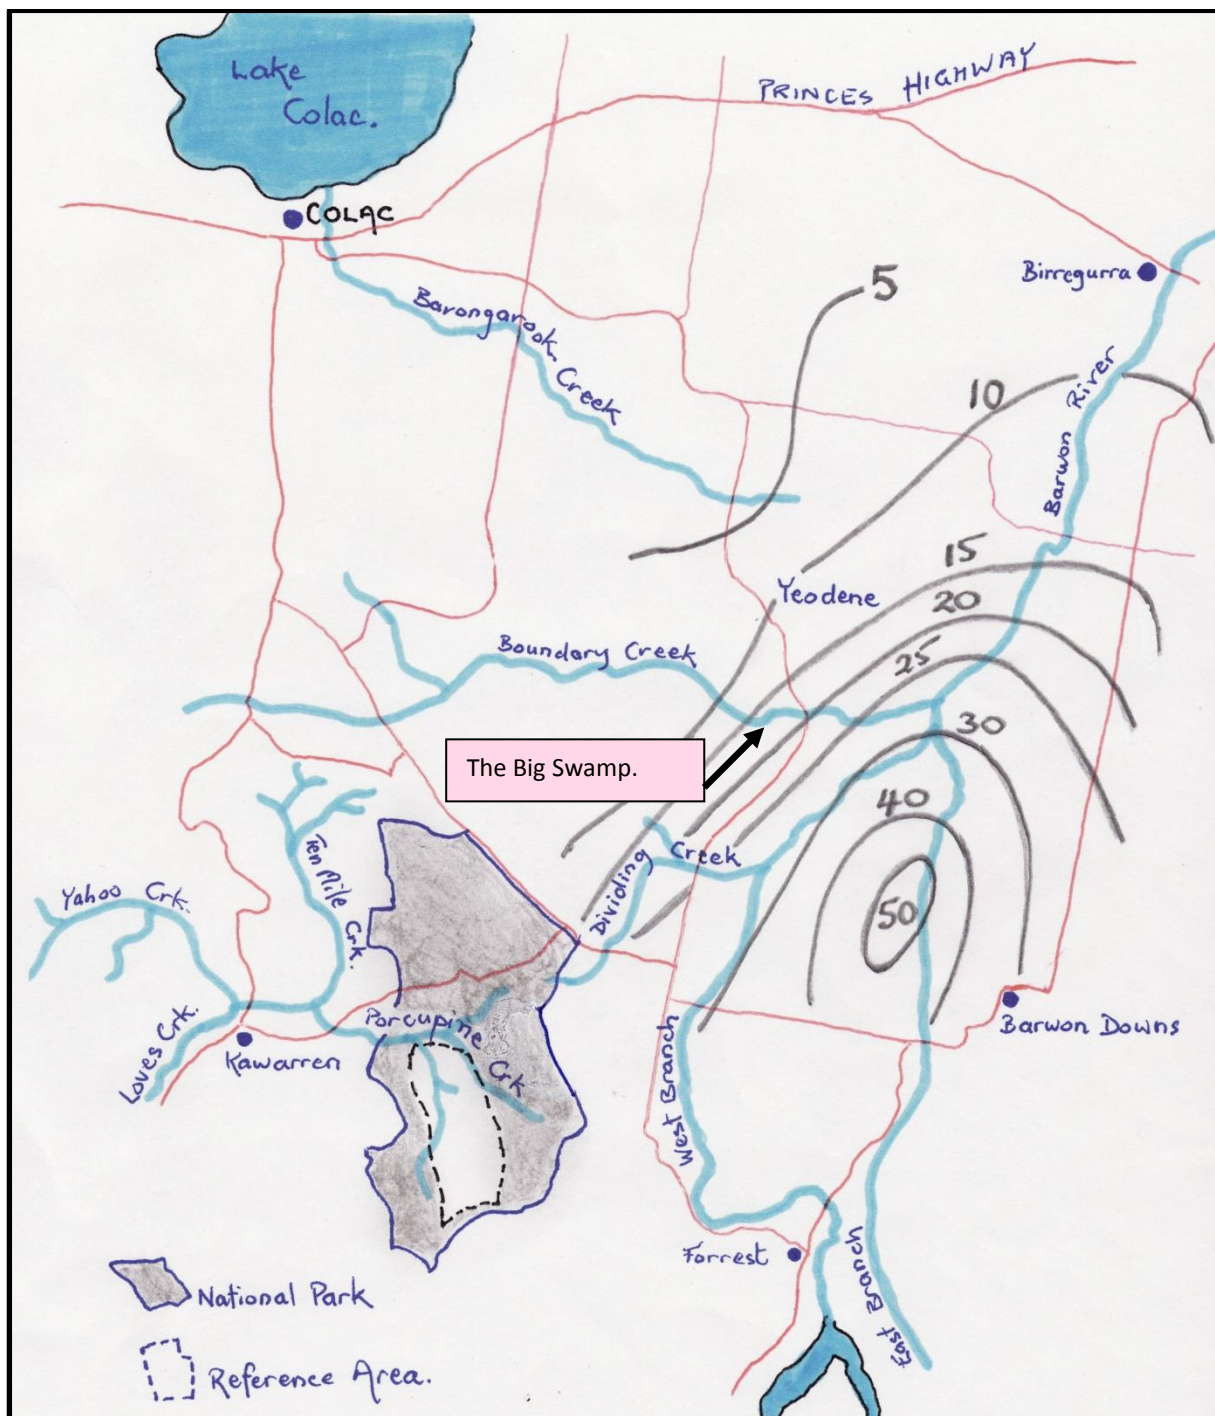 Lake
Colac.
PRINCES HIGHWAY
COLAC
Birregurra
5
Barongarook
Creek
10
Barwon River
15
Yeodene
20
Boundary Creek
25
30
The Big Swamp.
40
Dividing Creek
Ten Mile Crk.
Yahoo Crk.
50
Loves Crk.
Kawarren
Porcupine
Crk
West Branch
Barwon Downs
Forrest
East Branch
National Park
Reference Area.